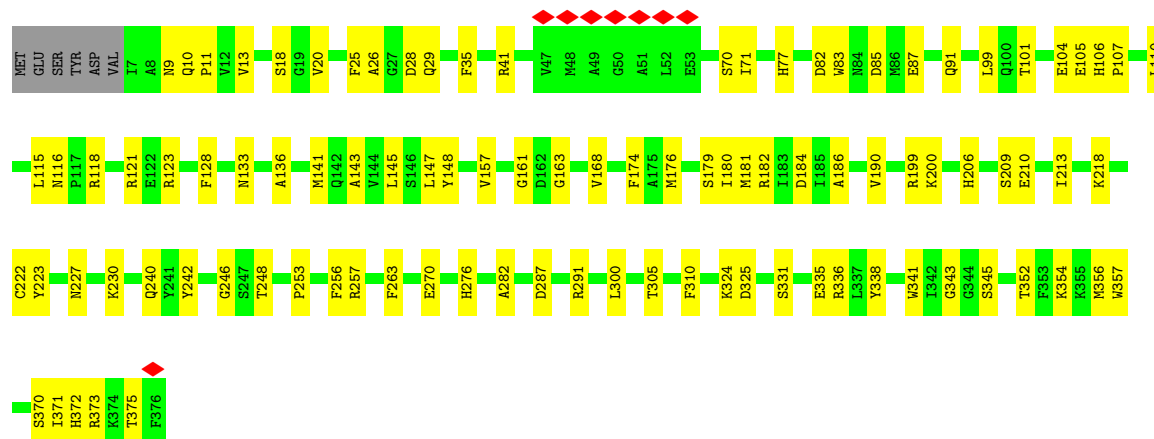 MET GLU SER TYR ASP VAL I7 A8 N9 Q10 P11 V12 V13 S18 G19 V20 F25 A26 G27 D28 Q29 F35 R41 V47 M48 A49 G50 A51 L52 E53 S70 I71 H77 D82 W83 N84 D85 M86 E87 Q91 L99 Q100 T101 E104 E105 H106 P107
L115 N116 P117 R118 R121 E122 R123 F128 N133 A136 M141 Q142 A143 V144 L145 S146 L147 Y148 V157 G161 D162 G163 V168 F174 A175 M176 S179 I180 M181 R182 I183 D184 I185 A186 V190 R199 K200 H206 S209 E210 I213 K218
C222 Y223 N227 K230 Q240 Y241 Y242 G246 S247 T248 P253 F256 R257 F263 E270 H276 A282 D287 R291 L300 T305 F310 K324 D325 S331 E335 R336 L337 Y338 W341 I342 G343 G344 S345 T352 F353 K354 K355 M356 W357
S370 I371 H372 R373 K374 T375 F376